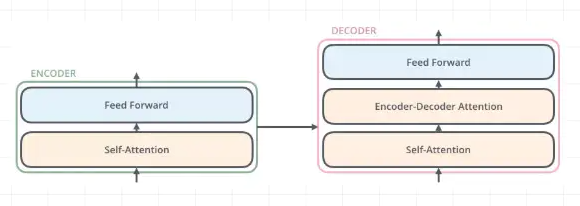 ENCODER
Feed Forward
Self-Attention
DECODER
Feed Forward
Encoder-Decoder Attention
Self-Attention